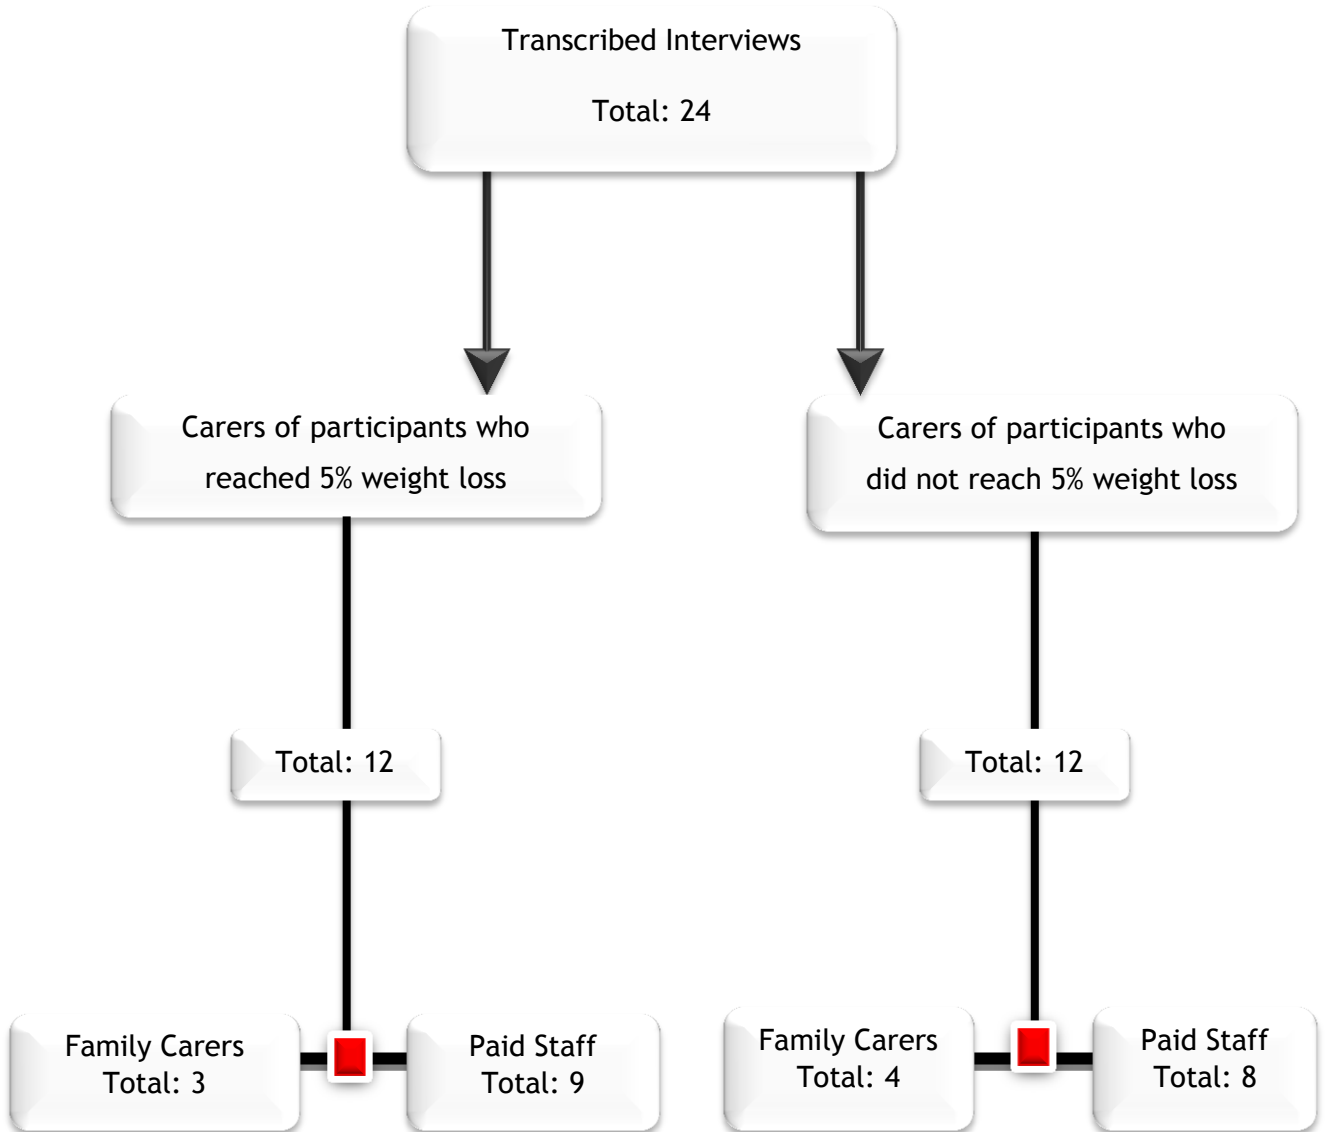 Transcribed Interviews
Total: 24
Carers of participants who
reached 5% weight loss
Carers of participants who
did not reach 5% weight loss
Total: 12
Total: 12
Family Carers
Total: 3
Paid Staff
Total: 9
Family Carers
Total: 4
Paid Staff
Total: 8